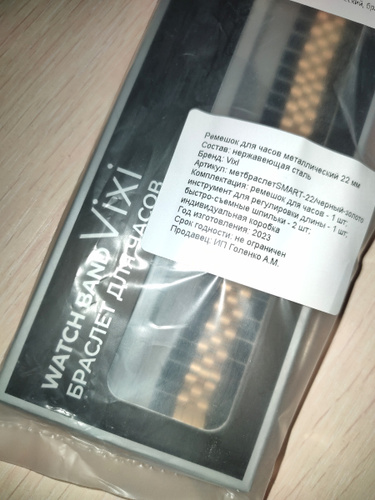 Ремешок для часов металлический 22 мм
Состав: нержавеющая сталь
Бренд: Vixi
Артикул: метбраслетSMART-22/черный-золото
Комплектация: ремешок для часов - 1 шт;
инструмент для регулировки длины - 1 шт;
быстро-съемные шпильки - 2 шт;
индивидуальная коробка
Год изготовления: 2023
Срок годности: не ограничен
Продавец: ИП Голенко А.М.
WATCH BAND Vixi
БРАСЛЕТ ДЛЯ ЧАСОВ